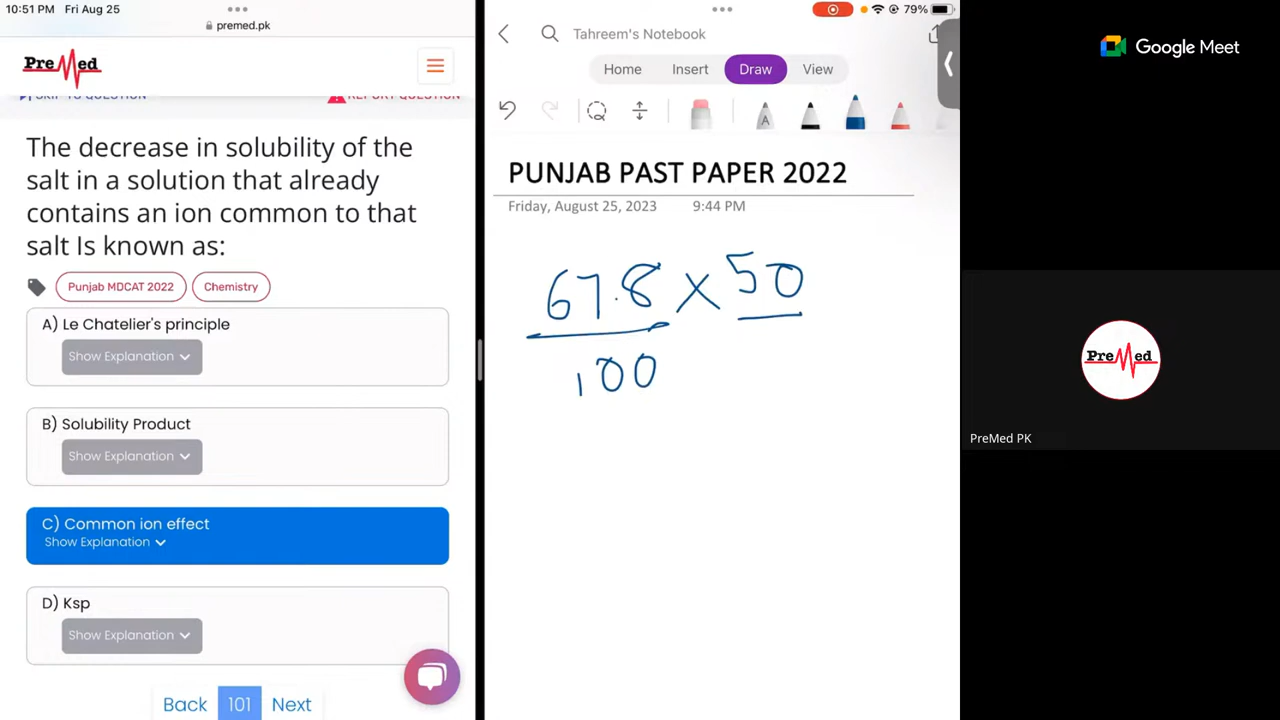 10:51 PM Fri Aug 25
premed.pk
PreMed
SKIP TO QUESTION
REPORT QUESTION
The decrease in solubility of the
salt in a solution that already
contains an ion common to that
salt Is known as:
Punjab MDCAT 2022
Chemistry
A) Le Chatelier's principle
Show Explanation
B) Solubility Product
Show Explanation
C) Common ion effect
Show Explanation
D) Ksp
Show Explanation
Back 101 Next
79%
Tahreem's Notebook
Home Insert Draw View
A
PUNJAB PAST PAPER 2022
Friday, August 25, 2023 9:44 PM
67.8 × 50
100
Google Meet
PreMed
PreMed PK